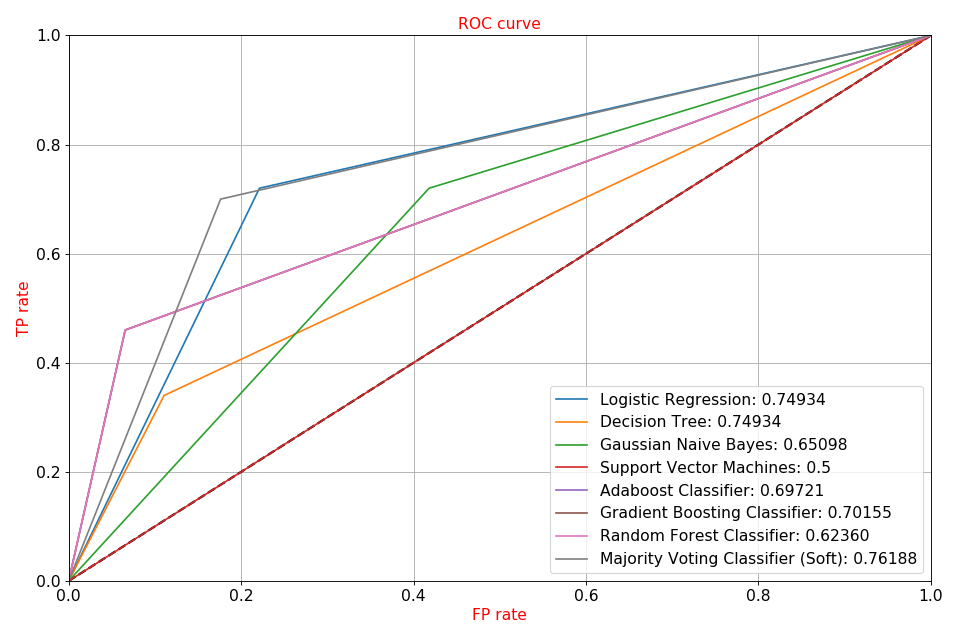 ROC curve
1.0
0.8
0.6
0.4
0.2
0.0
TP rate
Logistic Regression: 0.74934
Decision Tree: 0.74934
Gaussian Naive Bayes: 0.65098
Support Vector Machines: 0.5
Adaboost Classifier: 0.69721
Gradient Boosting Classifier: 0.70155
Random Forest Classifier: 0.62360
Majority Voting Classifier (Soft): 0.76188
0.0 0.2 0.4 0.6 0.8 1.0
FP rate